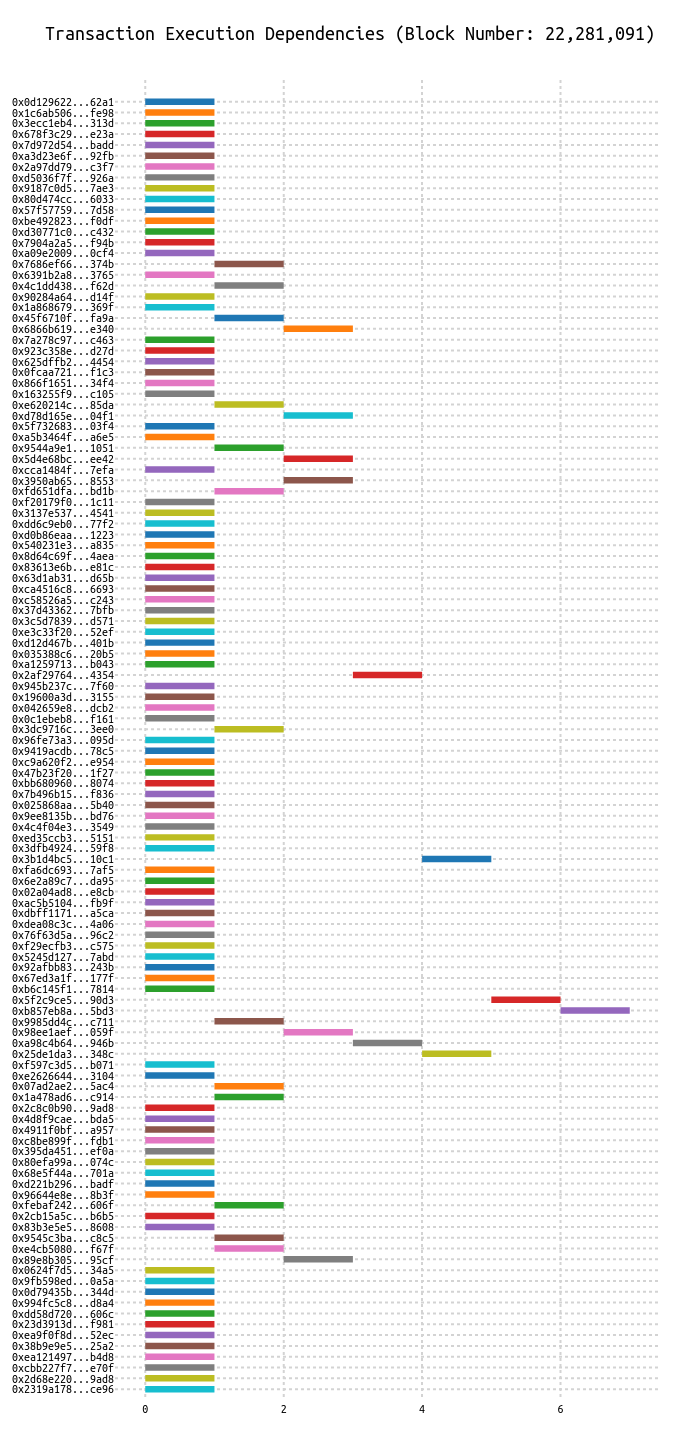 Transaction Execution Dependencies (Block Number: 22,281,091)
0x0d129622...62a1
0x1c6ab506...fe98
0x3ecc1eb4...313d
0x678f3c29...e23a
0x7d972d54...badd
0xa3d23e6f...92fb
0x2a97dd79...c3f7
0xd5036f7f...926a
0x9187c0d5...7ae3
0x80d474cc...6033
0x57f57759...7d58
0xbe492823...f0df
0xd30771c0...c432
0x7904a2a5...f94b
0xa09e2009...0cf4
0x7686ef66...374b
0x6391b2a8...3765
0x4c1dd438...f62d
0x90284a64...d14f
0x1a868679...369f
0x45f6710f...fa9a
0x6866b619...e340
0x7a278c97...c463
0x923c358e...d27d
0x625dffb2...4454
0x0fcaa721...f1c3
0x866f1651...34f4
0x163255f9...c105
0xe620214c...85da
0xd78d165e...04f1
0x5f732683...03f4
0xa5b3464f...a6e5
0x9544a9e1...1051
0x5d4e68bc...ee42
0xcca1484f...7efa
0x3950ab65...8553
0xfd651dfa...bd1b
0xf20179f0...1c11
0x3137e537...4541
0xdd6c9eb0...77f2
0xd0b86eaa...1223
0x540231e3...a835
0x8d64c69f...4aea
0x83613e6b...e81c
0x63d1ab31...d65b
0xca4516c8...6693
0xc58526a5...c243
0x37d43362...7bfb
0x3c5d7839...d571
0xe3c33f20...52ef
0xd12d467b...401b
0x035388c6...20b5
0xa1259713...b043
0x2af29764...4354
0x945b237c...7f60
0x19600a3d...3155
0x042659e8...dcb2
0x0c1ebeb8...f161
0x3dc9716c...3ee0
0x96fe73a3...095d
0x9419acdb...78c5
0xc9a620f2...e954
0x47b23f20...1f27
0xbb680960...8074
0x7b496b15...f836
0x025868aa...5b40
0x9ee8135b...bd76
0x4c4f04e3...3549
0xed35ccb3...5151
0x3dfb4924...59f8
0x3b1d4bc5...10c1
0xfa6dc693...7af5
0x6e2a89c7...da95
0x02a04ad8...e8cb
0xac5b5104...fb9f
0xdbff1171...a5ca
0xdea08c3c...4a06
0x76f63d5a...96c2
0xf29ecfb3...c575
0x5245d127...7abd
0x92afbb83...243b
0x67ed3a1f...177f
0xb6c145f1...7814
0x5f2c9ce5...90d3
0xb857eb8a...5bd3
0x9985dd4c...c711
0x98ee1aef...059f
0xa98c4b64...946b
0x25de1da3...348c
0xf597c3d5...b071
0xe2626644...3104
0x07ad2ae2...5ac4
0x1a478ad6...c914
0x2c8c0b90...9ad8
0x4d8f9cae...bda5
0x4911f0bf...a957
0xc8be899f...fdb1
0x395da451...ef0a
0x80efa99a...074c
0x68e5f44a...701a
0xd221b296...badf
0x96644e8e...8b3f
0xfebaf242...606f
0x2cb15a5c...b6b5
0x83b3e5e5...8608
0x9545c3ba...c8c5
0xe4cb5080...f67f
0x89e8b305...95cf
0x0624f7d5...34a5
0x9fb598ed...0a5a
0x0d79435b...344d
0x994fc5c8...d8a4
0xdd58d720...606c
0x23d3913d...f981
0xea9f0f8d...52ec
0x38b9e9e5...25a2
0xea121497...b4d8
0xcbb227f7...e70f
0x2d68e220...9ad8
0x2319a178...ce96
0 2 4 6